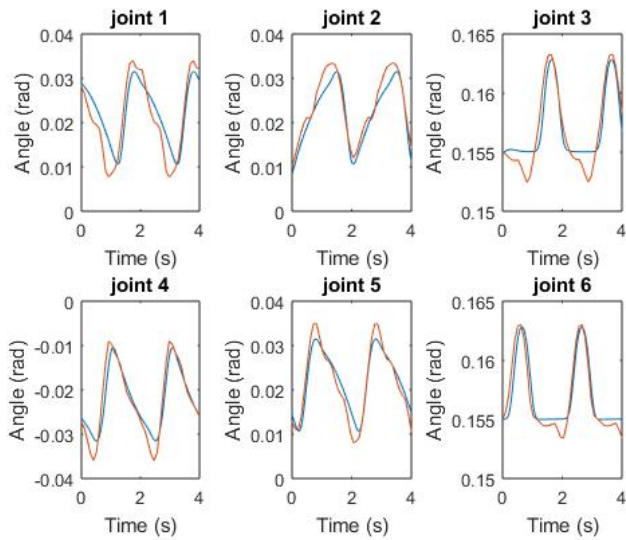 joint 1 joint 2 joint 3
0.04 0.04 0.165
0.03 0.03 0.16
0.02 0.02
0.01 0.01 0.155
0 0 0.15
Angle (rad) Angle (rad) Angle (rad)
0 2 4 0 2 4 0 2 4
Time (s) Time (s) Time (s)
joint 4 joint 5 joint 6
0 0.04 0.165
-0.01 0.03 0.16
-0.02 0.02
-0.03 0.01 0.155
-0.04 0 0.15
Angle (rad) Angle (rad) Angle (rad)
0 2 4 0 2 4 0 2 4
Time (s) Time (s) Time (s)